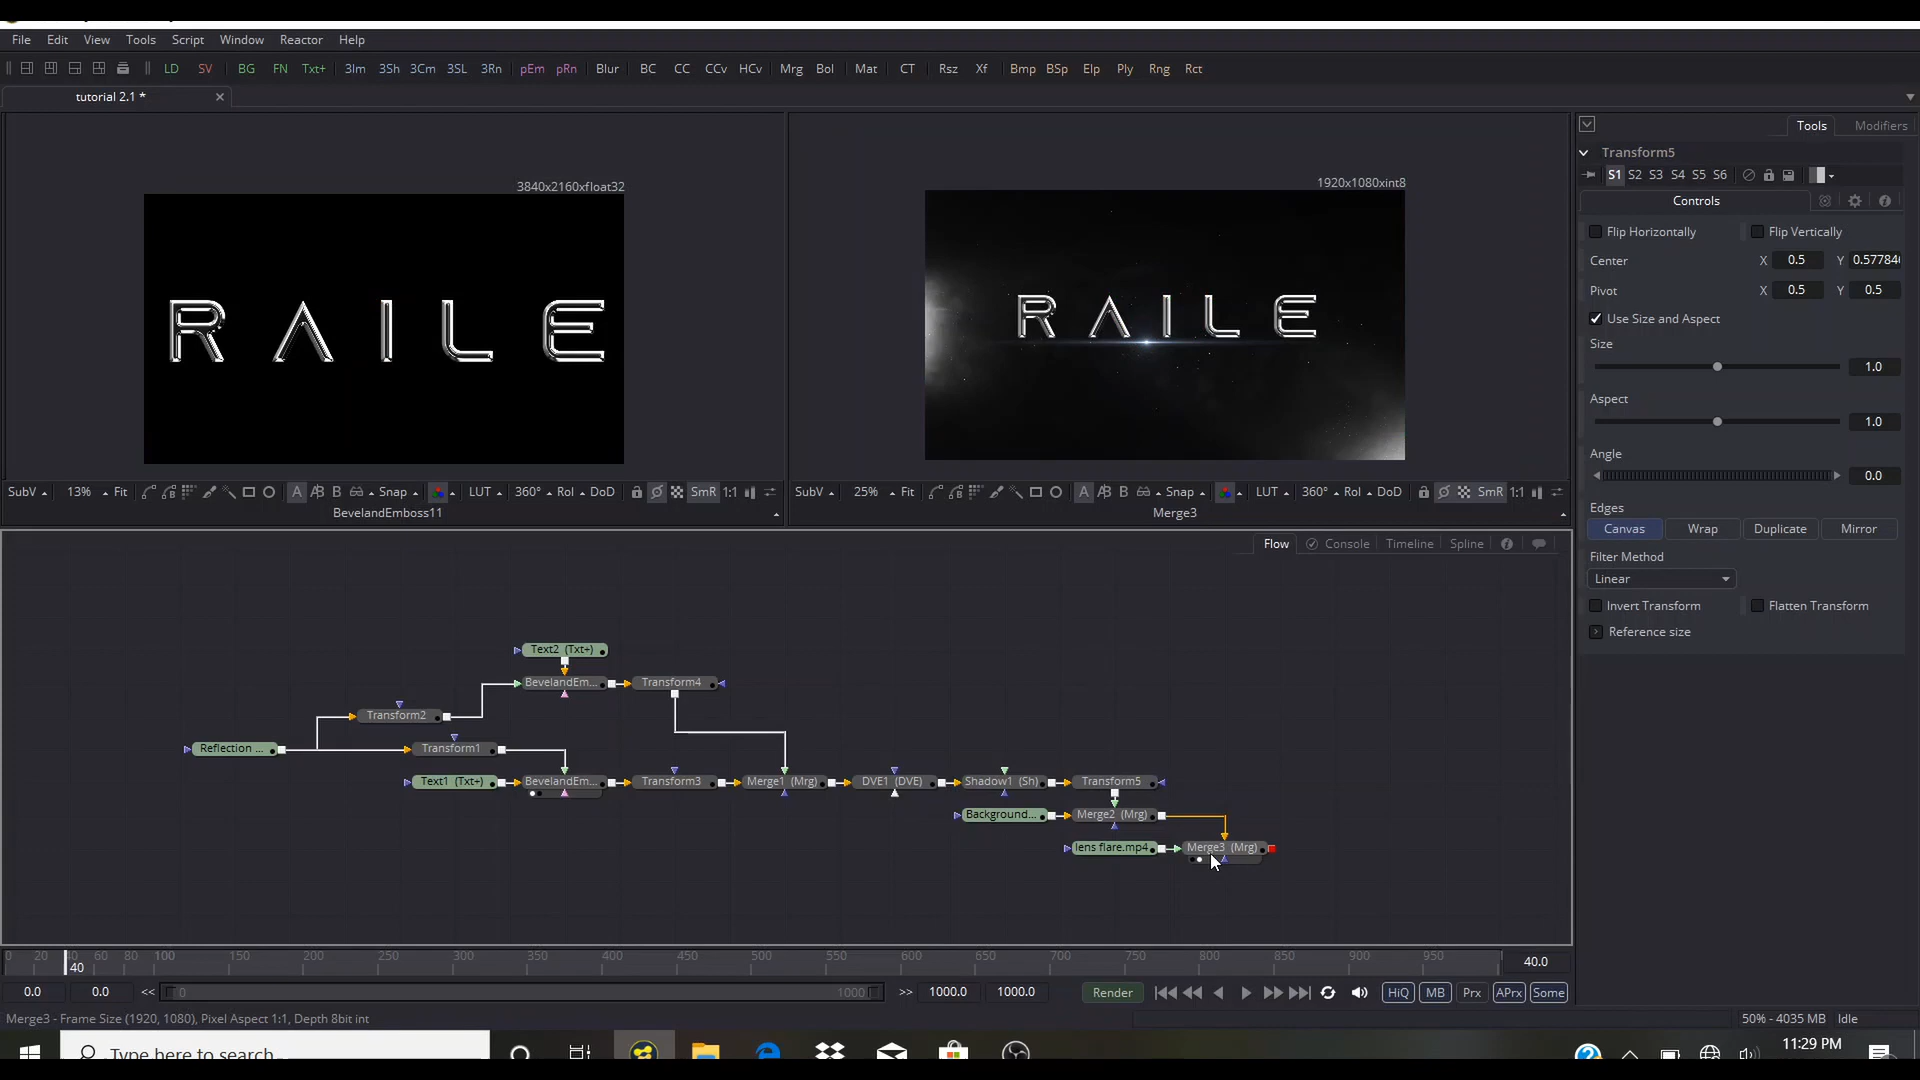 File Edit View Tools Script Window Reactor Help
LD SV BG FN Txt+ 3Im 3Sh 3Cm 3SL 3Rn pEm pRn Blur BC CC CCv HCv Mrg Bol Mat CT Rsz Xf Bmp BSp Elp Ply Rng Rct
tutorial 2.1 *
3840x2160xfloat32
RAILE
SubV 13% Fit A B Snap LUT 360° RoI DoD SmR 1:1
BevelandEmboss11
1920x1080xint8
RAILE
SubV 25% Fit A B Snap LUT 360° RoI DoD SmR 1:1
Merge3
Tools Modifiers
Transform5
S1 S2 S3 S4 S5 S6
Controls
Flip Horizontally Flip Vertically
Center X 0.5 Y 0.57784
Pivot X 0.5 Y 0.5
Use Size and Aspect
Size
1.0
Aspect
1.0
Angle
0.0
Edges
Canvas Wrap Duplicate Mirror
Filter Method
Linear
Invert Transform Flatten Transform
Reference size
Flow Console Timeline Spline
Text2 (Txt+)
BevelandEm... Transform4
Transform2
Reflection ... Transform1
Text1 (Txt+) BevelandEm... Transform3 Merge1 (Mrg) DVE1 (DVE) Shadow1 (Sh) Transform5
Background... Merge2 (Mrg)
lens flare.mp4 Merge3 (Mrg)
0 20 40 60 80 100 150 200 250 300 350 400 450 500 550 600 650 700 750 800 850 900 950
40 40.0
0.0 0.0 << 0 1000 >> 1000.0 1000.0 Render HiQ MB Prx APrx Some
Merge3 - Frame Size (1920, 1080), Pixel Aspect 1:1, Depth 8bit int 50% - 4035 MB Idle
Type here to search
11:29 PM